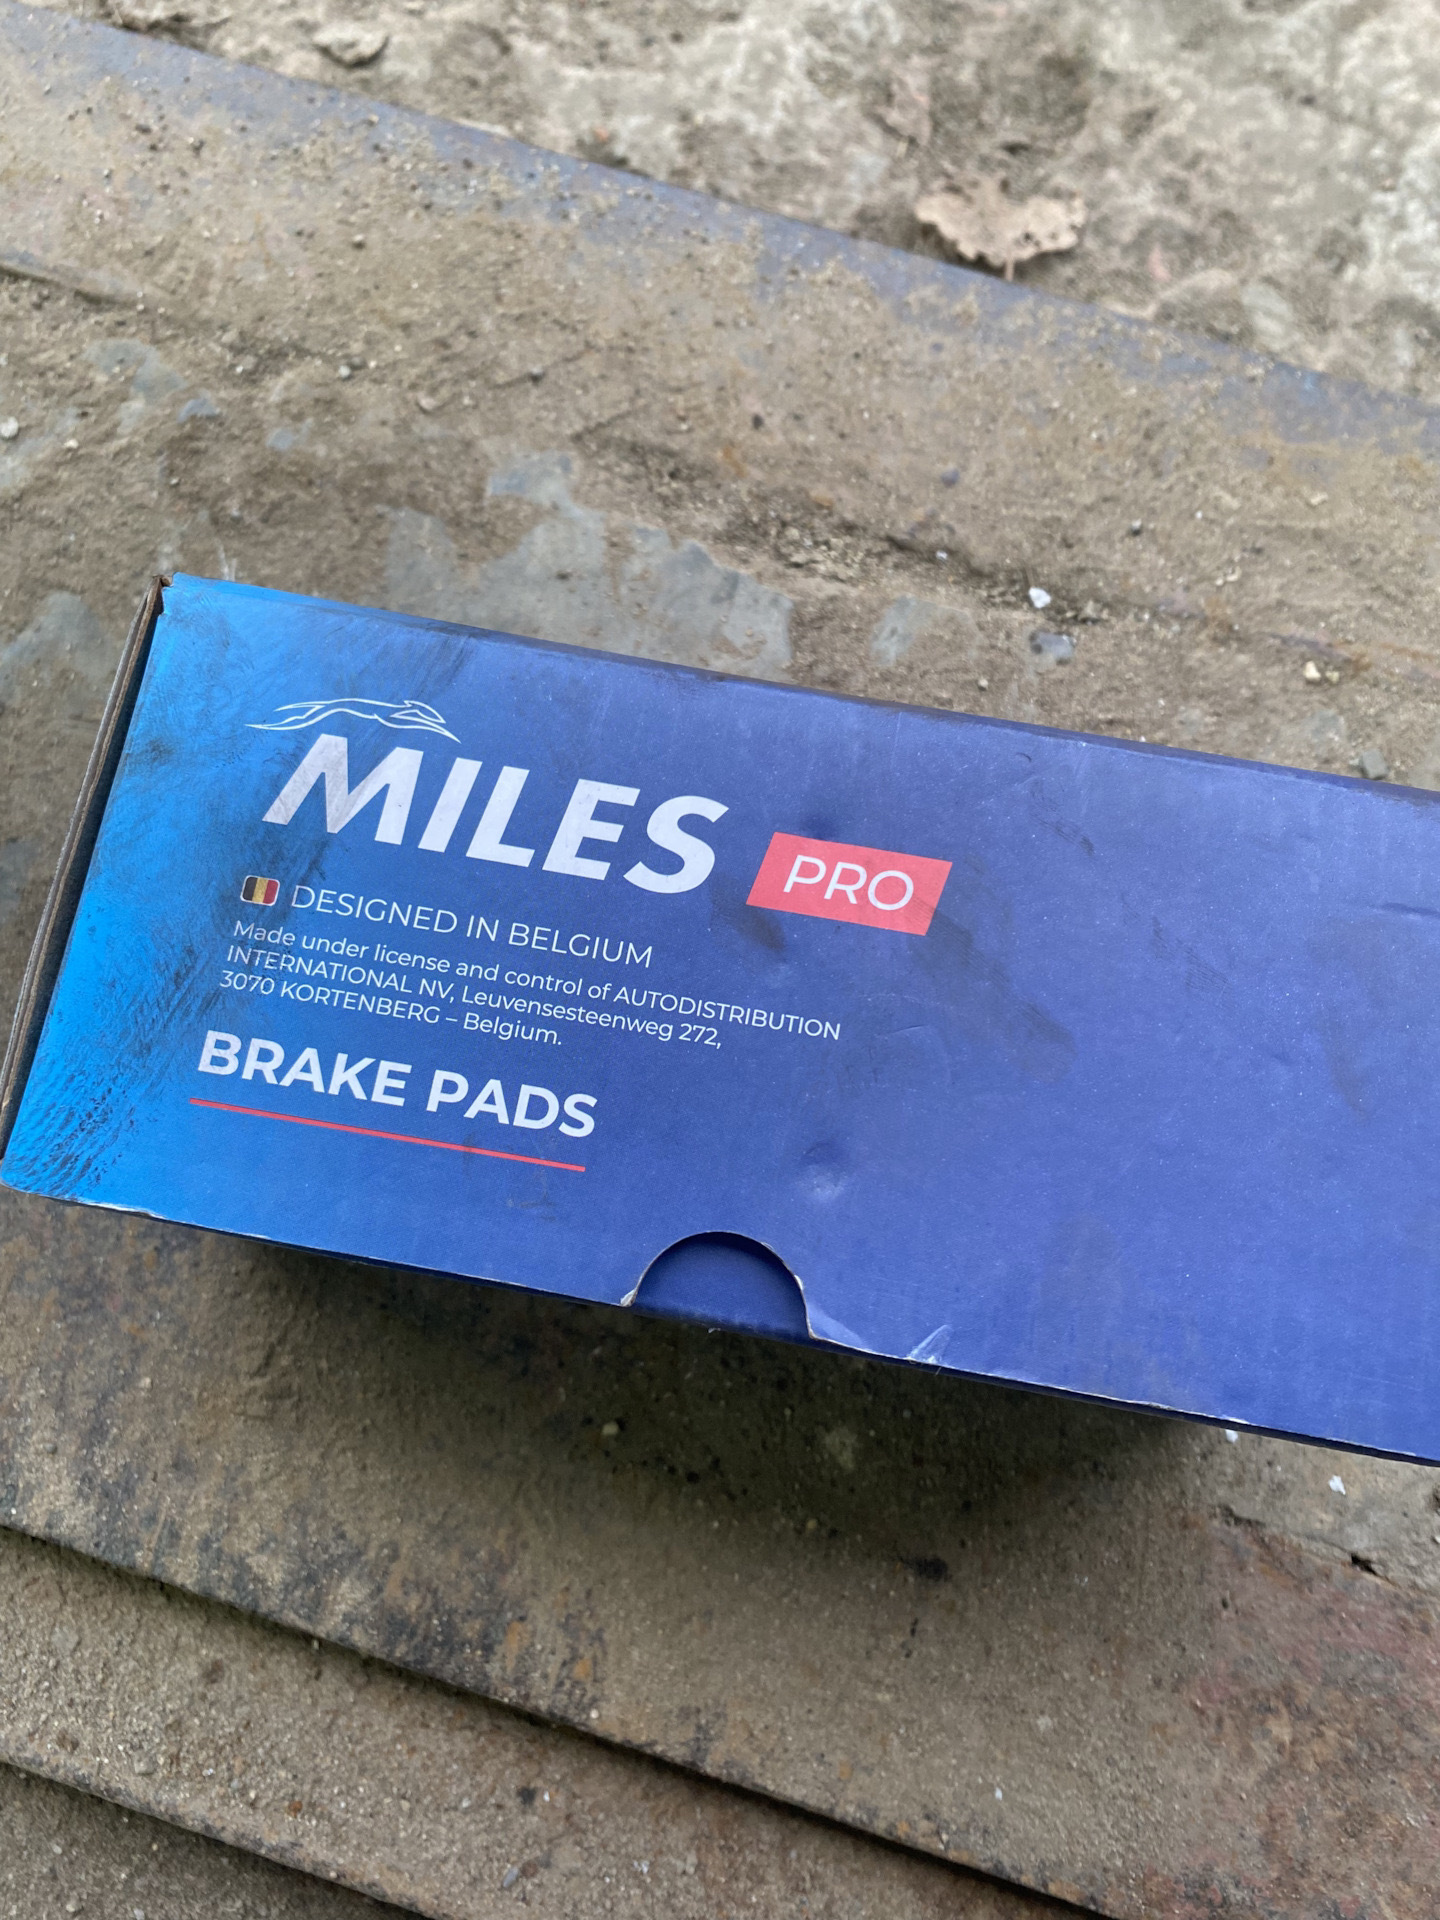 MILES PRO
DESIGNED IN BELGIUM
Made under license and control of AUTODISTRIBUTION
INTERNATIONAL NV, Leuvensesteenweg 272,
3070 KORTENBERG – Belgium.
BRAKE PADS